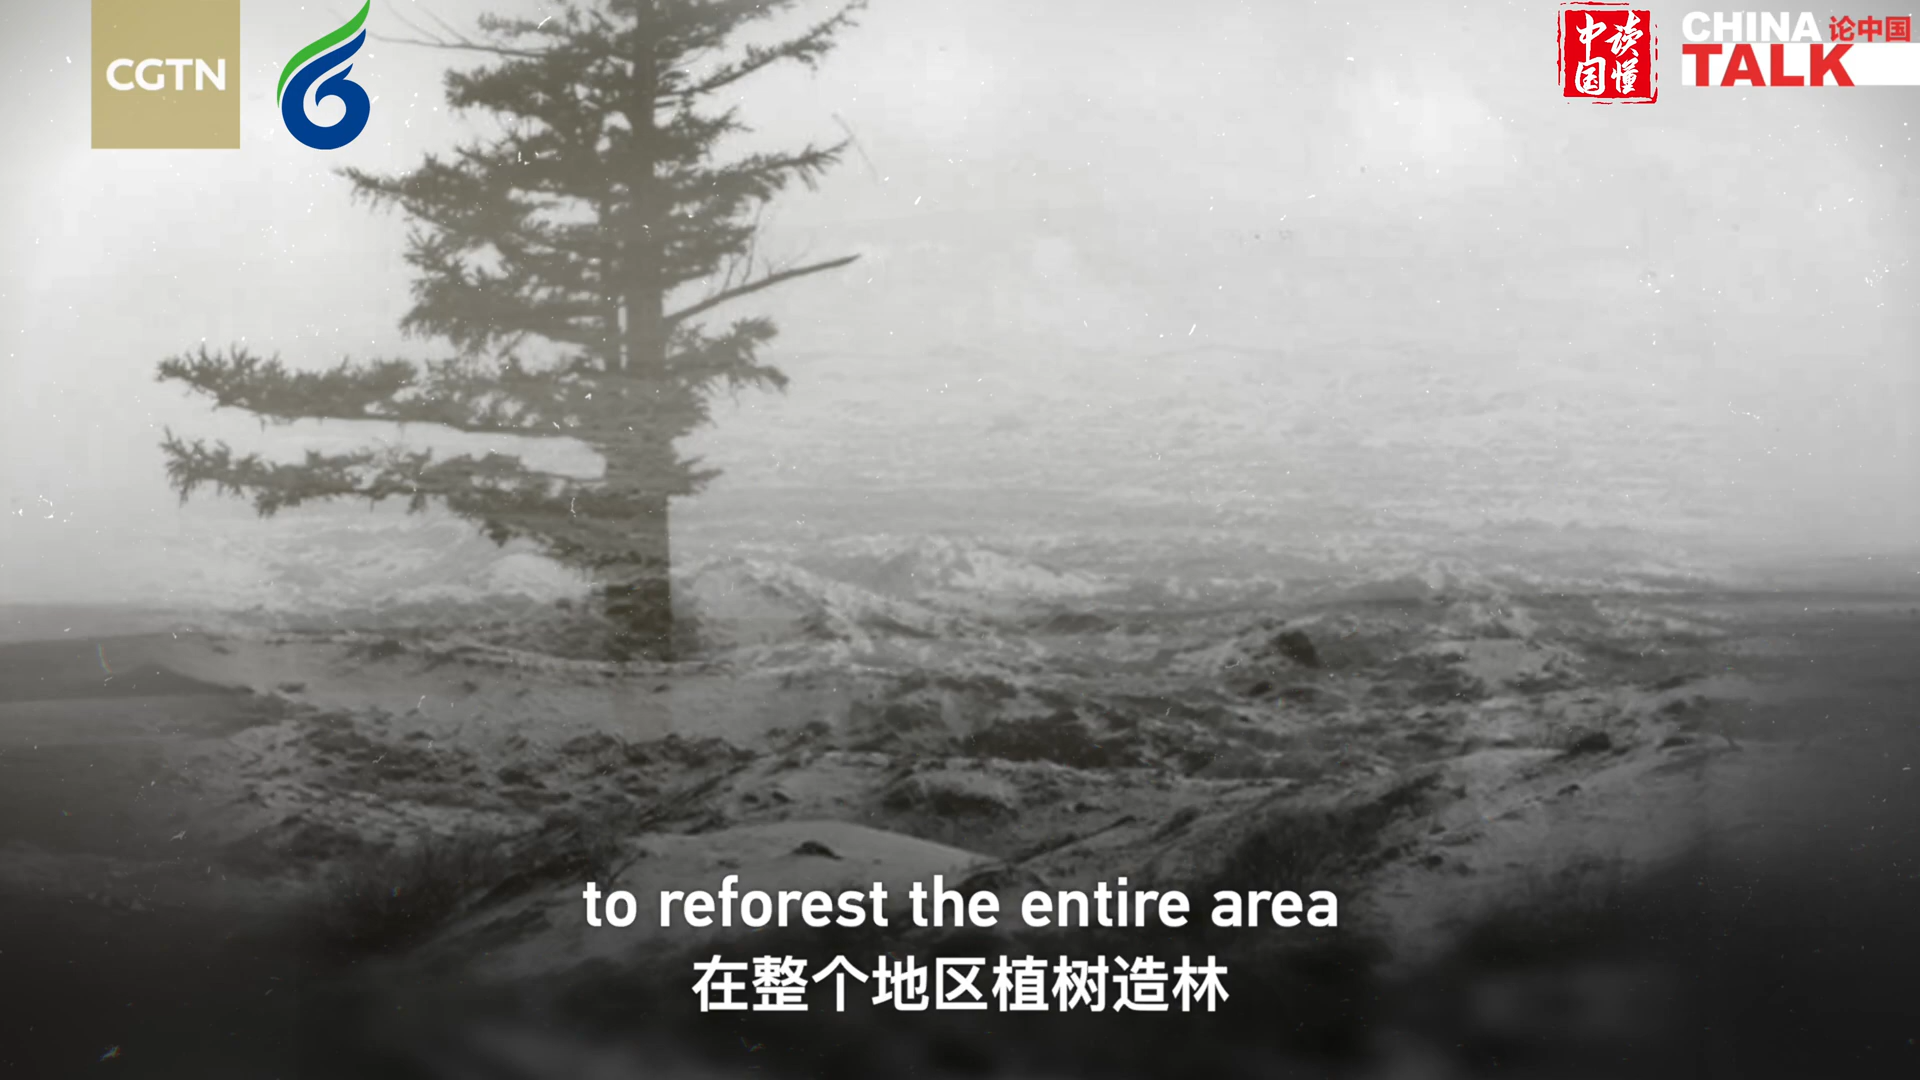 CGTN
读懂
中国
CHINA 论中国
TALK
to reforest the entire area
在整个地区植树造林